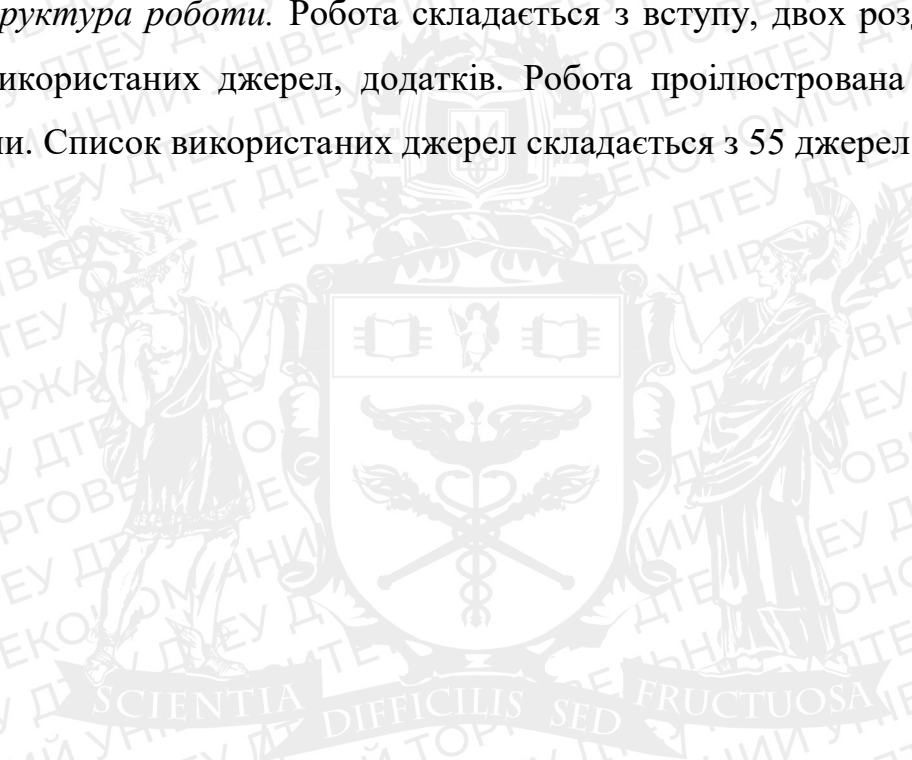 руктура роботи. Робота складається з вступу, двох роз
використаних джерел, додатків. Робота проілюстрована
ми. Список використаних джерел складається з 55 джерел
SCIENTIA DIFFICILIS SED FRUCTUOSA